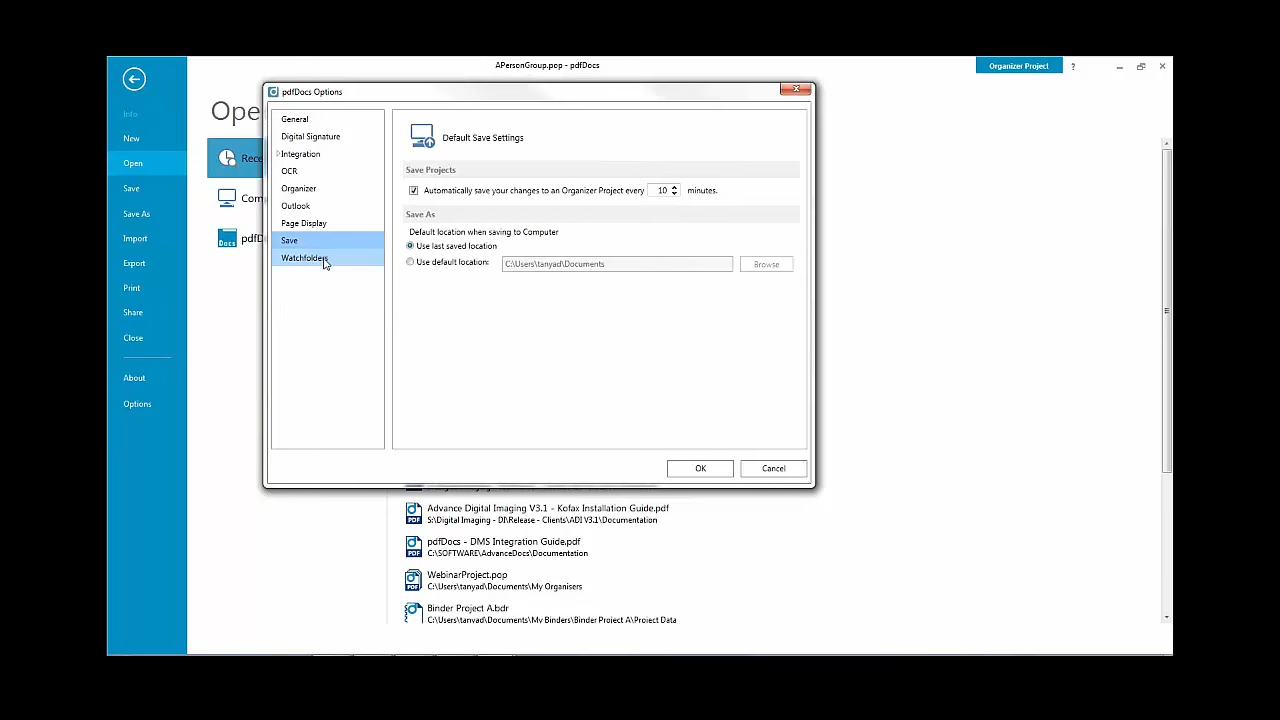 APersonGroup.pop - pdfDocs
Organizer Project
?
Info
New
Open
Save
Save As
Import
Export
Print
Share
Close
About
Options
Ope
Rece
Com
Docs
pdfD
pdfDocs Options
General
Digital Signature
Integration
OCR
Organizer
Outlook
Page Display
Save
Watchfolders
Default Save Settings
Save Projects
Automatically save your changes to an Organizer Project every 10 minutes.
Save As
Default location when saving to Computer
Use last saved location
Use default location: C:\Users\tanyad\Documents Browse
OK Cancel
PDF
Advance Digital Imaging V3.1 - Kofax Installation Guide.pdf
S:\Digital Imaging - DI\Release - Clients\ADI V3.1\Documentation
PDF
pdfDocs - DMS Integration Guide.pdf
C:\SOFTWARE\AdvanceDocs\Documentation
PDF
WebinarProject.pop
C:\Users\tanyad\Documents\My Organisers
Binder Project A.bdr
C:\Users\tanyad\Documents\My Binders\Binder Project A\Project Data